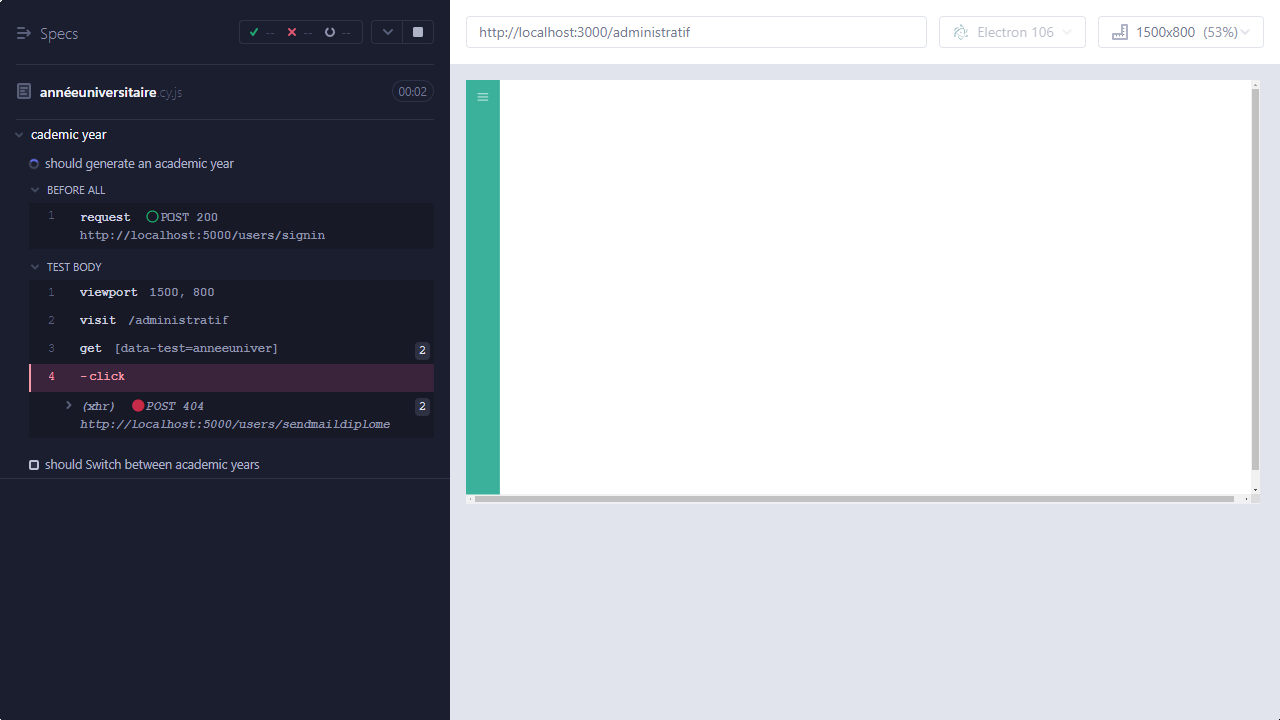 Specs
--
--
--
annéeuniversitaire.cy.js
00:02
cademic year
should generate an academic year
BEFORE ALL
1 request POST 200
http://localhost:5000/users/signin
TEST BODY
1 viewport 1500, 800
2 visit /administratif
3 get [data-test=anneeuniver] 2
4 -click
(xhr) POST 404 2
http://localhost:5000/users/sendmaildiplome
should Switch between academic years
http://localhost:3000/administratif
Electron 106
1500x800 (53%)